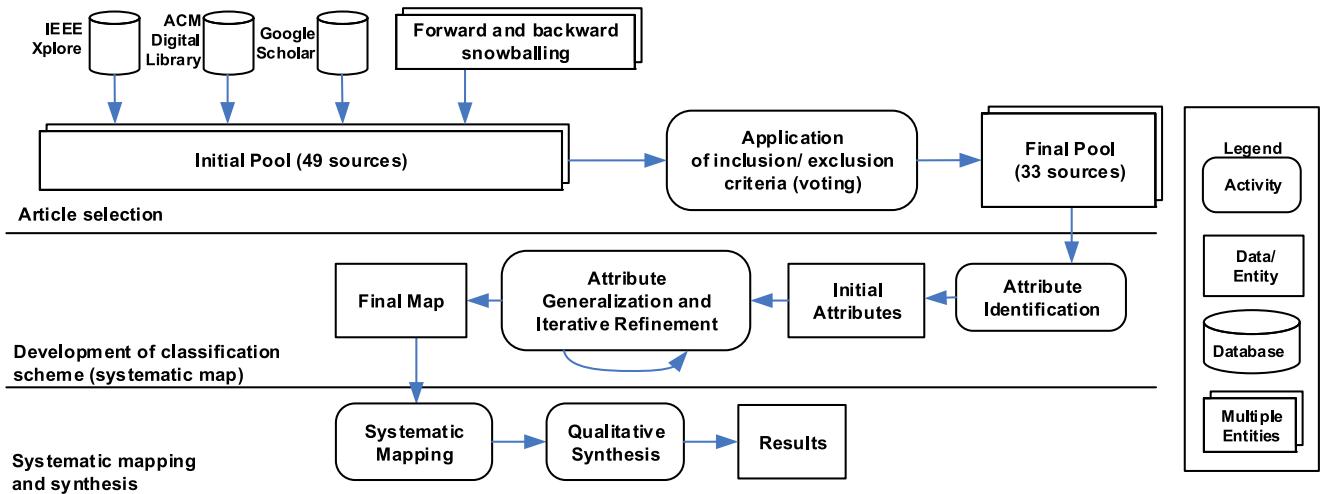 IEEE
Xplore
ACM
Digital
Library
Google
Scholar
Forward and backward
snowballing
Initial Pool (49 sources)
Application
of inclusion/ exclusion
criteria (voting)
Final Pool
(33 sources)
Article selection
Final Map
Attribute
Generalization and
Iterative Refinement
Initial
Attributes
Attribute
Identification
Development of classification
scheme (systematic map)
Systematic
Mapping
Qualitative
Synthesis
Results
Systematic mapping
and synthesis
Legend
Activity
Data/
Entity
Database
Multiple
Entities